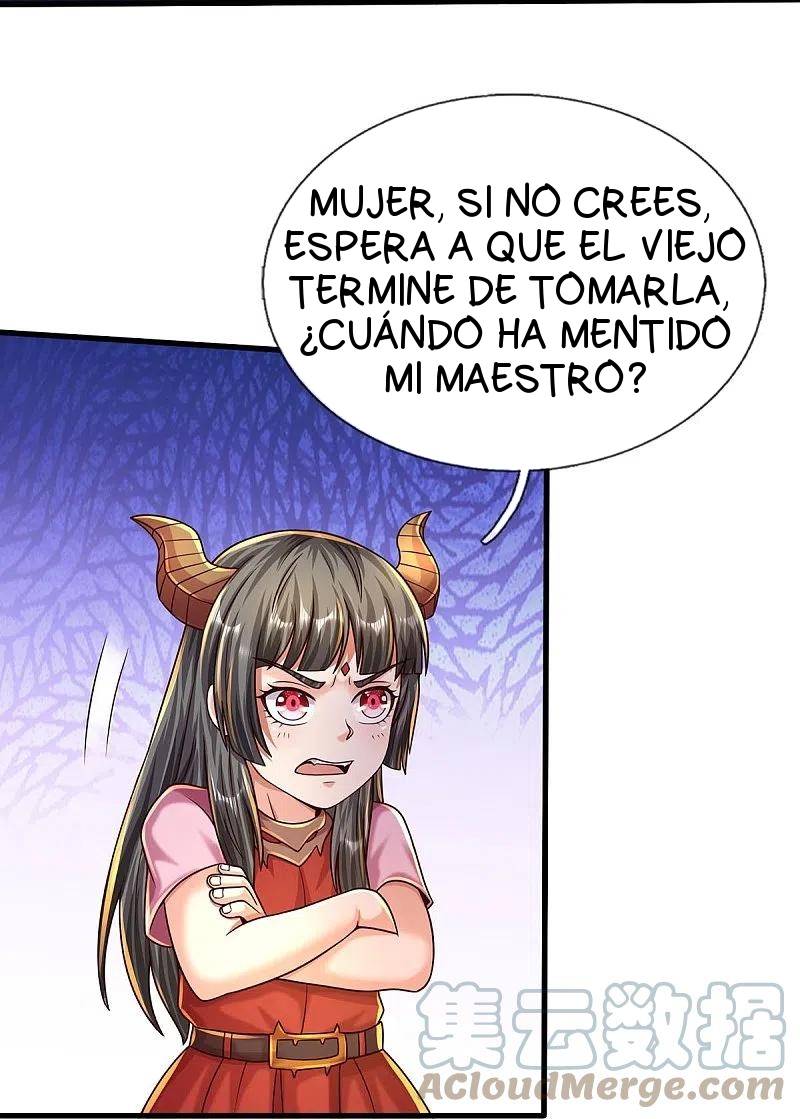 MUJER, SI NO CREES,
ESPERA A QUE EL VIEJO
TERMINE DE TOMARLA,
¿CUÁNDO HA MENTIDO
MI MAESTRO?
集云数据
AcloudMerge.com